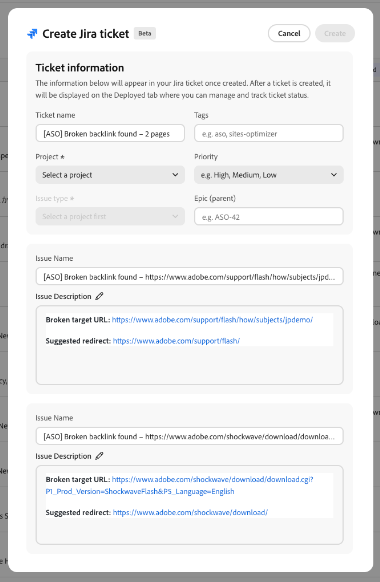 Create Jira ticket Beta Cancel Create
Ticket information
The information below will appear in your Jira ticket once created. After a ticket is created, it
will be displayed on the Deployed tab where you can manage and track ticket status.
Ticket name Tags
[ASO] Broken backlink found – 2 pages e.g. aso, sites-optimizer
Project * Priority
Select a project e.g. High, Medium, Low
Issue type * Epic (parent)
Select a project first e.g. ASO-42
Issue Name
[ASO] Broken backlink found – https://www.adobe.com/support/flash/how/subjects/jpd...
Issue Description
Broken target URL: https://www.adobe.com/support/flash/how/subjects/jpdemo/
Suggested redirect: https://www.adobe.com/support/flash/
Issue Name
[ASO] Broken backlink found – https://www.adobe.com/shockwave/download/downloa...
Issue Description
Broken target URL: https://www.adobe.com/shockwave/download/download.cgi?
P1_Prod_Version=ShockwaveFlash&P5_Language=English
Suggested redirect: https://www.adobe.com/shockwave/download/